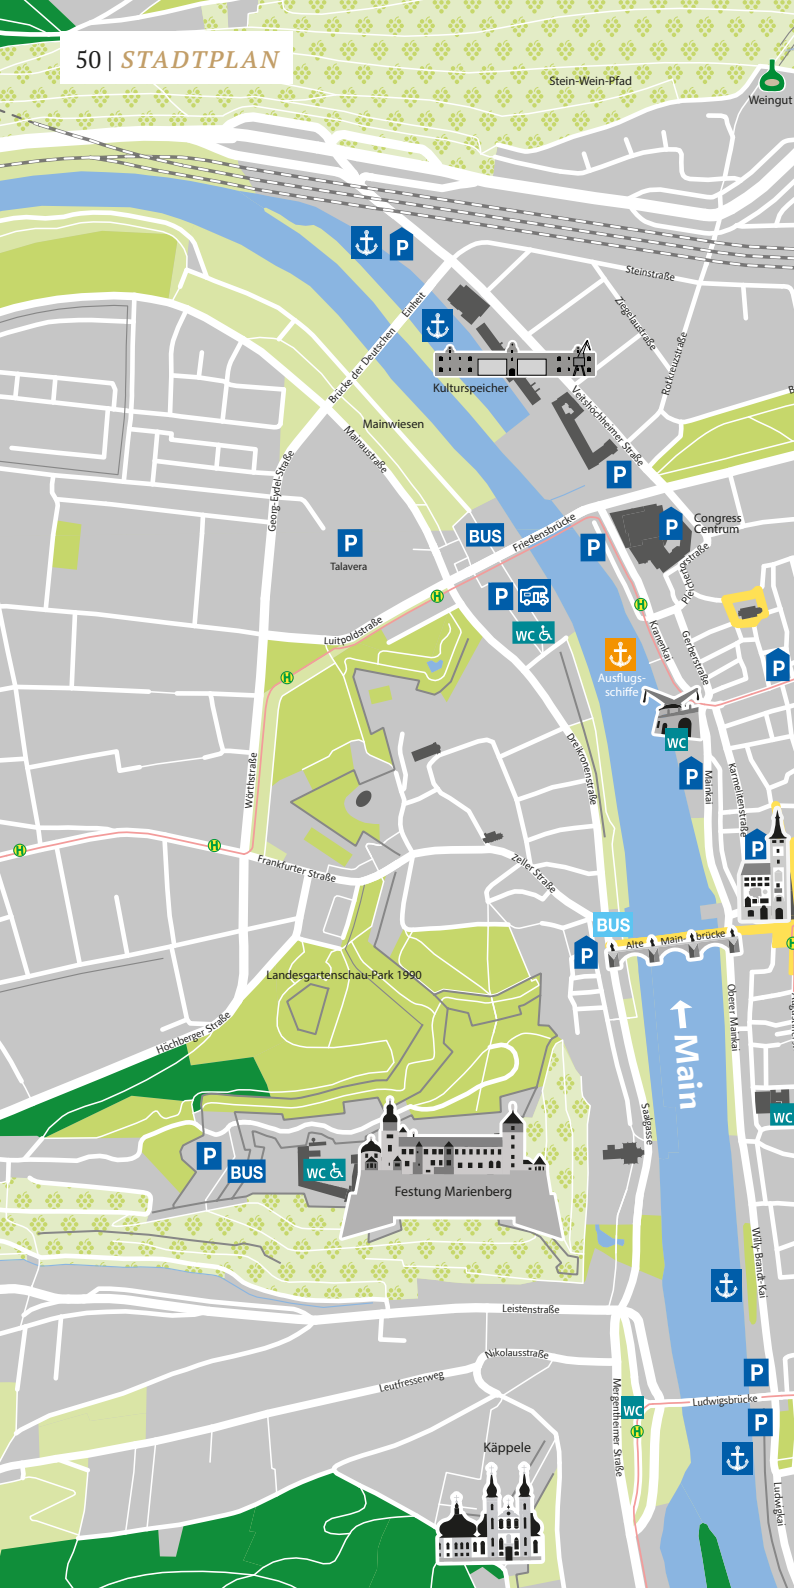 50 | STADTPLAN
Stein-Wein-Pfad
Weingut
P
Steinstraße
Ziegelaustraße
Rotkreuzstraße
Brücke der Deutschen Einheit
Kulturspeicher
Veitshöchheimer Straße
Mainwiesen
Mainaustraße
Georg-Eydel-Straße
P
P
Congress
Centrum
BUS
Friedensbrücke
P
P
Talavera
P
H
H
WC
Luitpoldstraße
Kranenkai
Gerberstraße
P
Ausflugs-
schiffe
H
WC
P
Mainkai
Karmelitenstraße
Dreikronenstraße
Wörthstraße
P
H
H
Frankfurter Straße
Zeller Straße
BUS
Alte Main- brücke
H
P
Landesgartenschau-Park 1990
Oberer Mainkai
Höchberger Straße
Main
Saalgasse
WC
P
BUS
WC
Festung Marienberg
Willy-Brandt-Kai
Leistenstraße
Nikolausstraße
P
Leutfresserweg
Mergentheimer Straße
WC
Ludwigsbrücke
P
H
Käppele
Ludwigkai